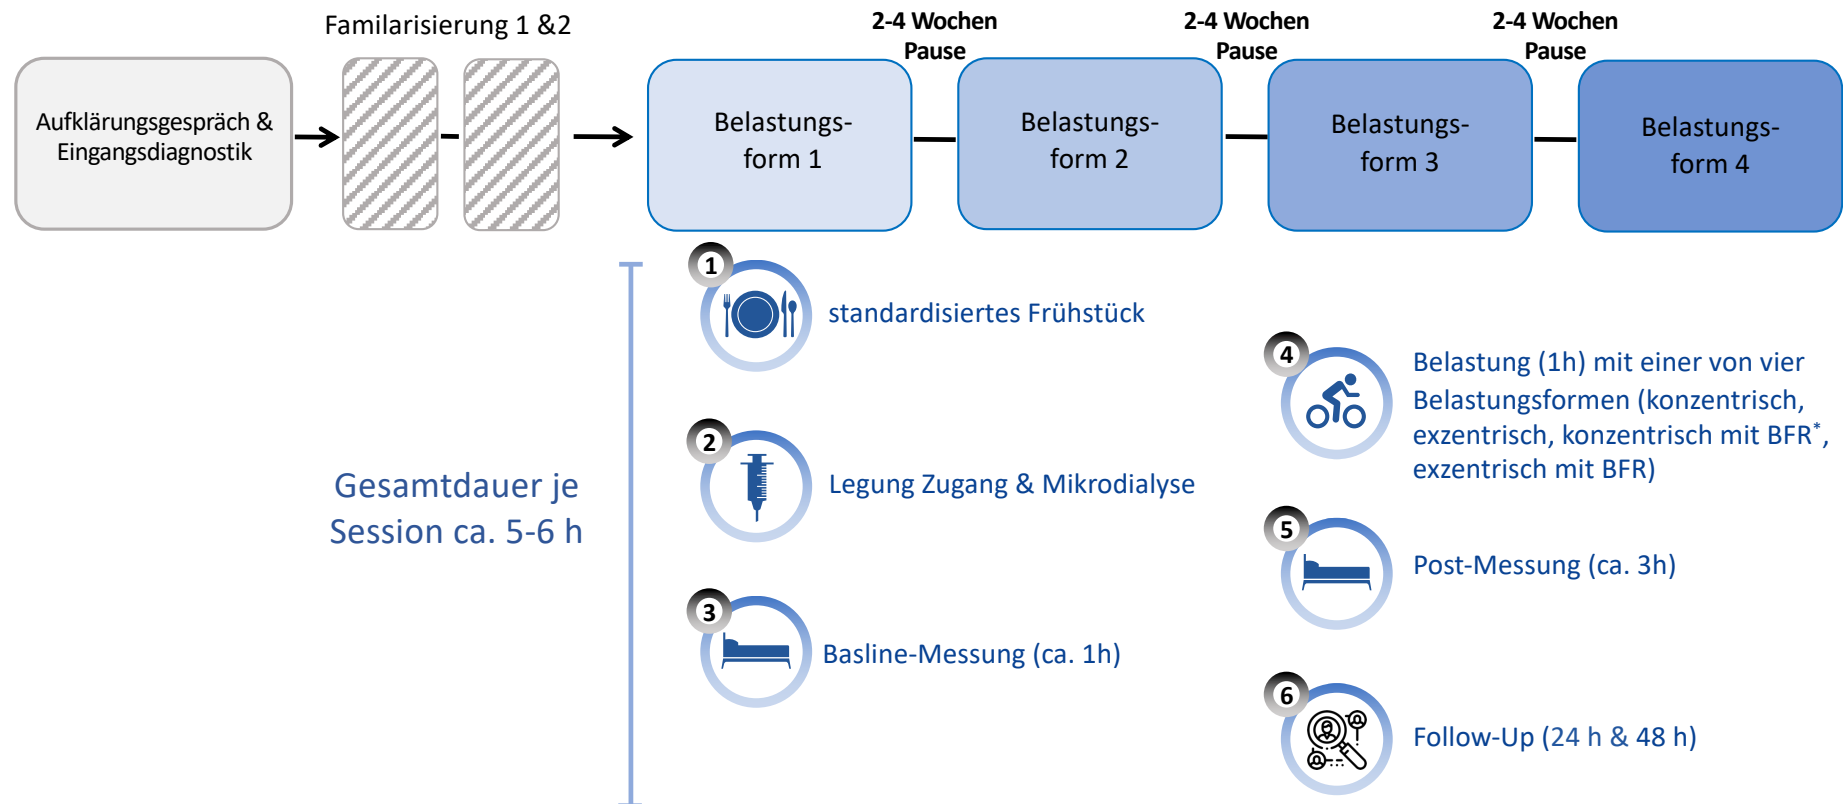 Familarisierung 1 &2
2-4 Wochen
Pause
2-4 Wochen
Pause
2-4 Wochen
Pause
Aufklärungsgespräch &
Eingangsdiagnostik
Belastungs-
form 1
Belastungs-
form 2
Belastungs-
form 3
Belastungs-
form 4
Gesamtdauer je
Session ca. 5-6 h
1
standardisiertes Frühstück
2
Legung Zugang & Mikrodialyse
3
Basline-Messung (ca. 1h)
4
Belastung (1h) mit einer von vier
Belastungsformen (konzentrisch,
exzentrisch, konzentrisch mit BFR*,
exzentrisch mit BFR)
5
Post-Messung (ca. 3h)
6
Follow-Up (24 h & 48 h)